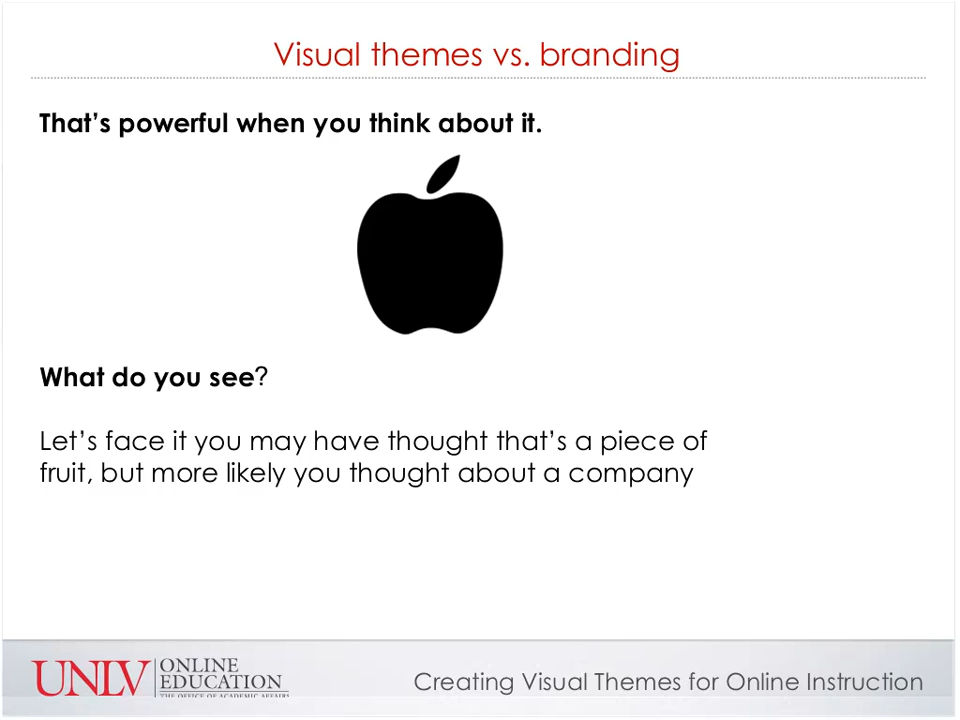 Visual themes vs. branding
That’s powerful when you think about it.
What do you see?
Let’s face it you may have thought that’s a piece of
fruit, but more likely you thought about a company
UNLV
ONLINE
EDUCATION
THE OFFICE OF ACADEMIC AFFAIRS
Creating Visual Themes for Online Instruction